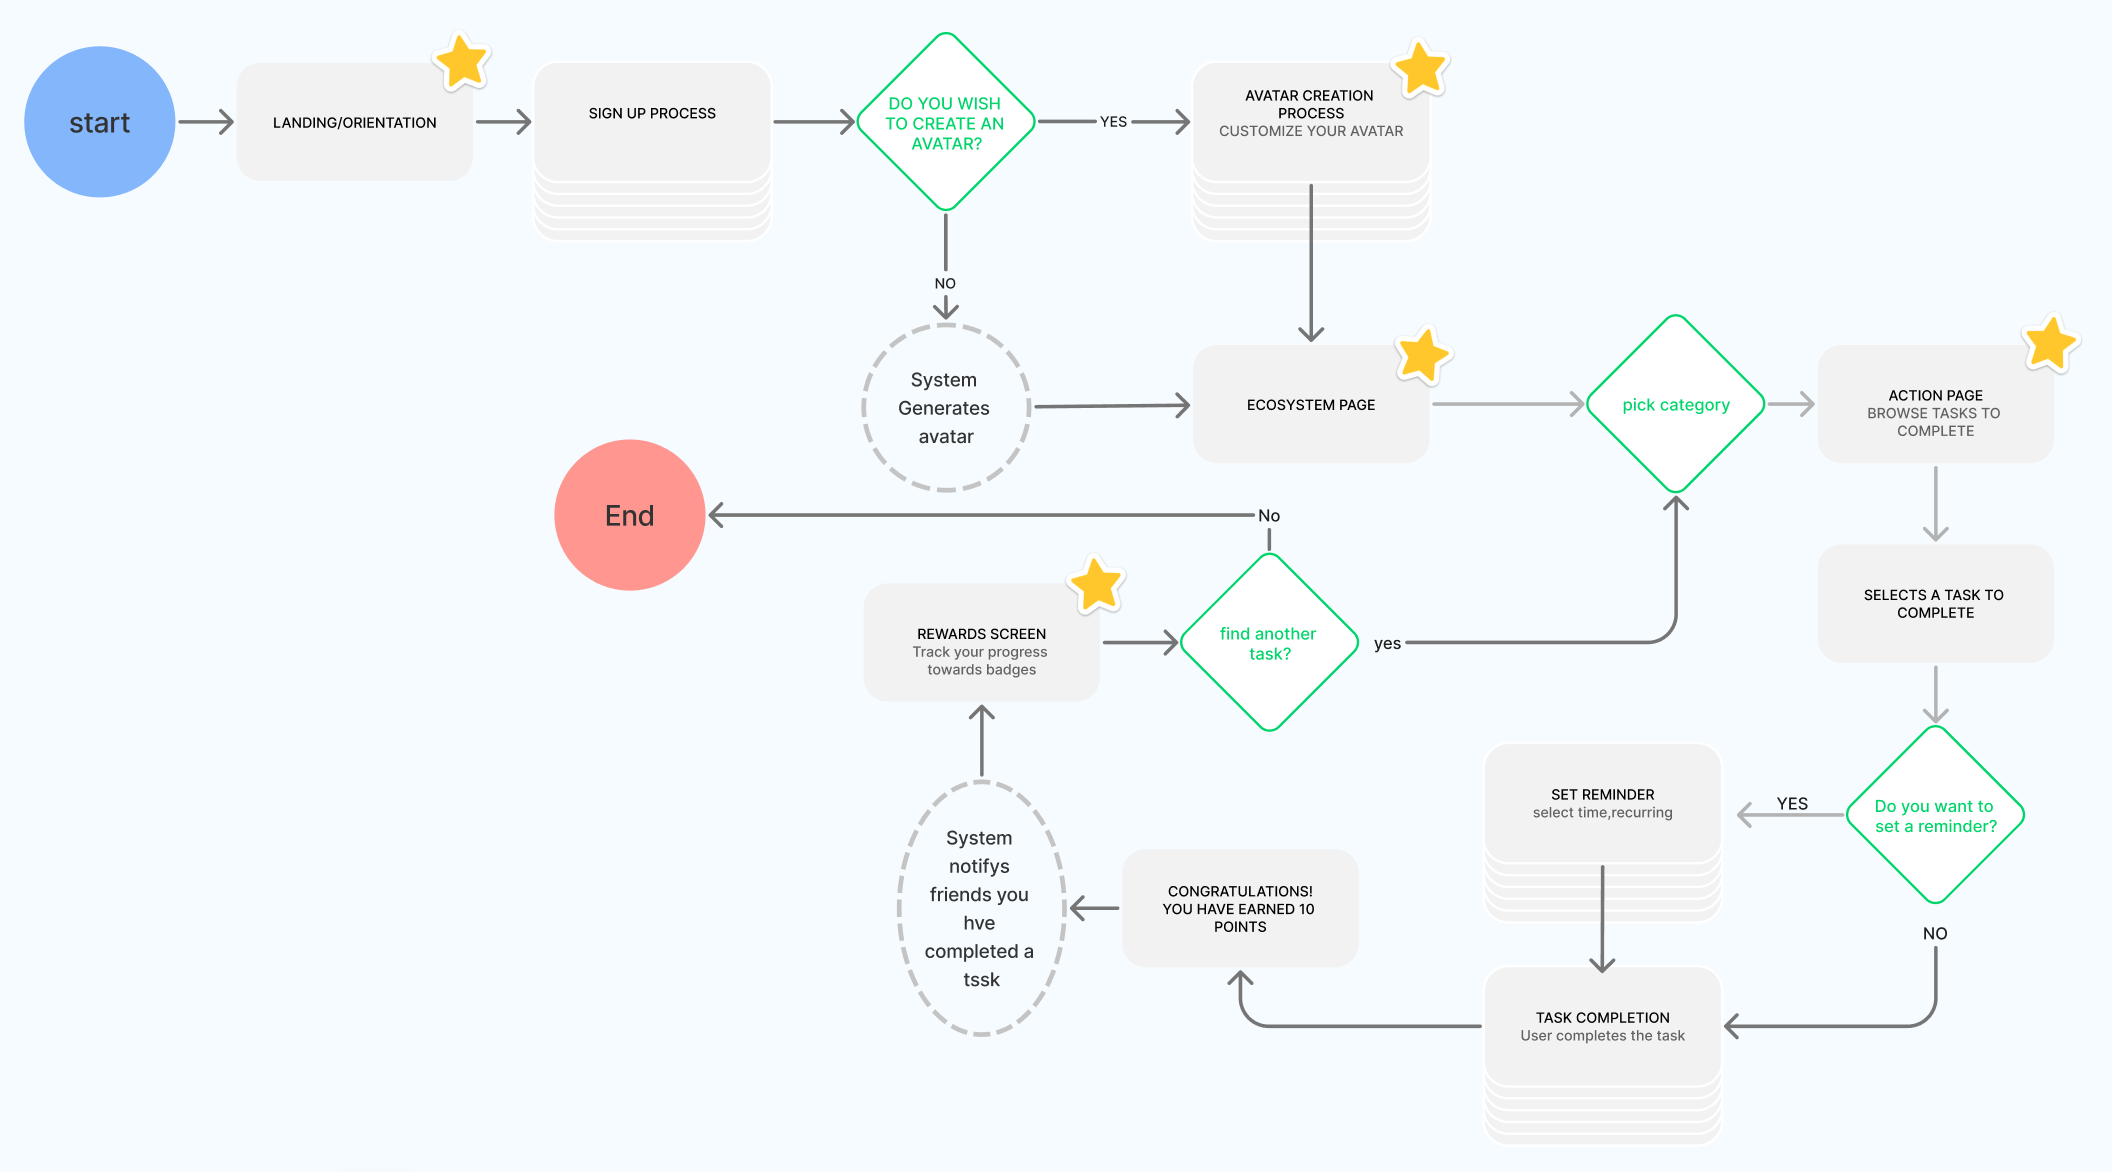 start
LANDING/ORIENTATION
SIGN UP PROCESS
DO YOU WISH
TO CREATE AN
AVATAR?
YES
AVATAR CREATION
PROCESS
CUSTOMIZE YOUR AVATAR
NO
System
Generates
avatar
ECOSYSTEM PAGE
pick category
ACTION PAGE
BROWSE TASKS TO
COMPLETE
End
No
SELECTS A TASK TO
COMPLETE
REWARDS SCREEN
Track your progress
towards badges
find another
task?
yes
SET REMINDER
select time,recurring
YES
Do you want to
set a reminder?
System
notifys
friends you
hve
completed a
tssk
CONGRATULATIONS!
YOU HAVE EARNED 10
POINTS
NO
TASK COMPLETION
User completes the task